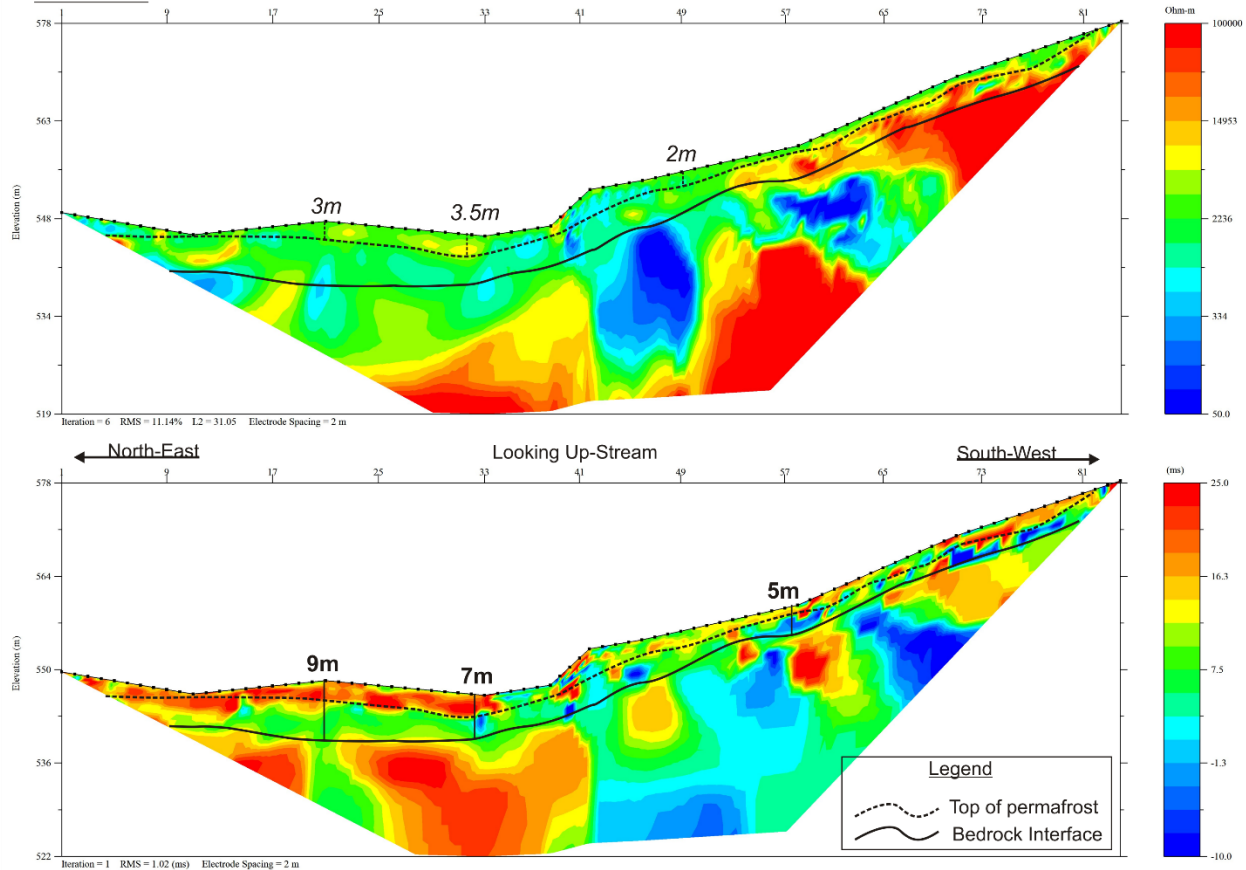 1 9 17 25 33 41 49 57 65 73 81
Ohm-m
578
563
548
534
519
Elevation (m)
3m
3.5m
2m
100000
14953
2236
334
50.0
Iteration = 6 RMS = 11.14% L2 = 31.05 Electrode Spacing = 2 m
North-East
Looking Up-Stream
South-West
1 9 17 25 33 41 49 57 65 73 81
(ms)
578
564
550
536
522
Elevation (m)
9m
7m
5m
25.0
16.3
7.5
-1.3
-10.0
Legend
Top of permafrost
Bedrock Interface
Iteration = 1 RMS = 1.02 (ms) Electrode Spacing = 2 m